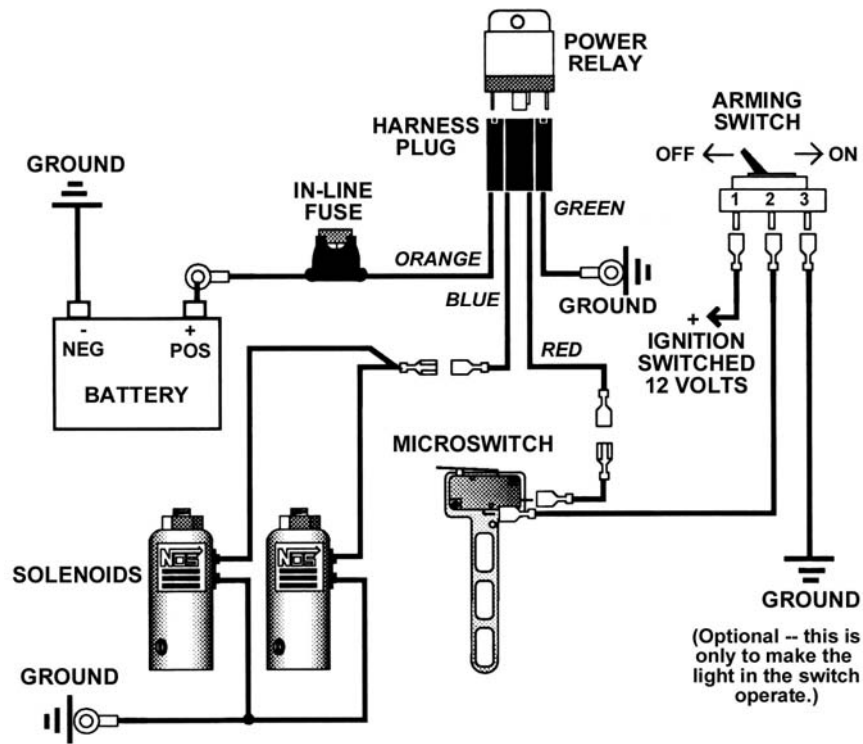 POWER
RELAY
ARMING
SWITCH
HARNESS
PLUG
OFF
ON
GROUND
IN-LINE
FUSE
1 2 3
GREEN
ORANGE
BLUE
GROUND
+
IGNITION
SWITCHED
12 VOLTS
- +
NEG POS
BATTERY
RED
MICROSWITCH
NOS NOS
SOLENOIDS
GROUND
(Optional -- this is
only to make the
light in the switch
operate.)
GROUND